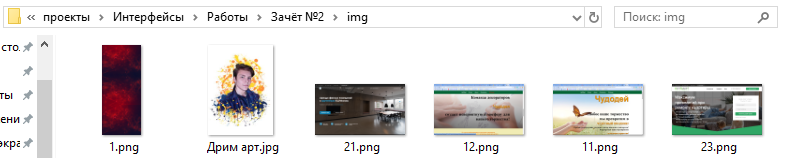 « проекты › Интерфейсы › Работы › Зачёт №2 › img
Поиск: img
сто.
ты
ени
экра
1.png
Дрим арт.jpg
21.png
12.png
11.png
23.png
Чудодей